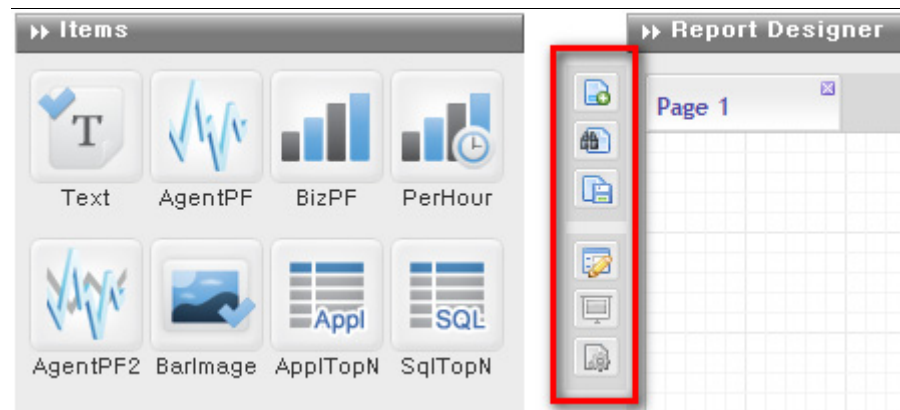 Items
Report Designer
Page 1
T
Text AgentPF BizPF PerHour
Appl SQL
AgentPF2 BarImage ApplTopN SqlTopN